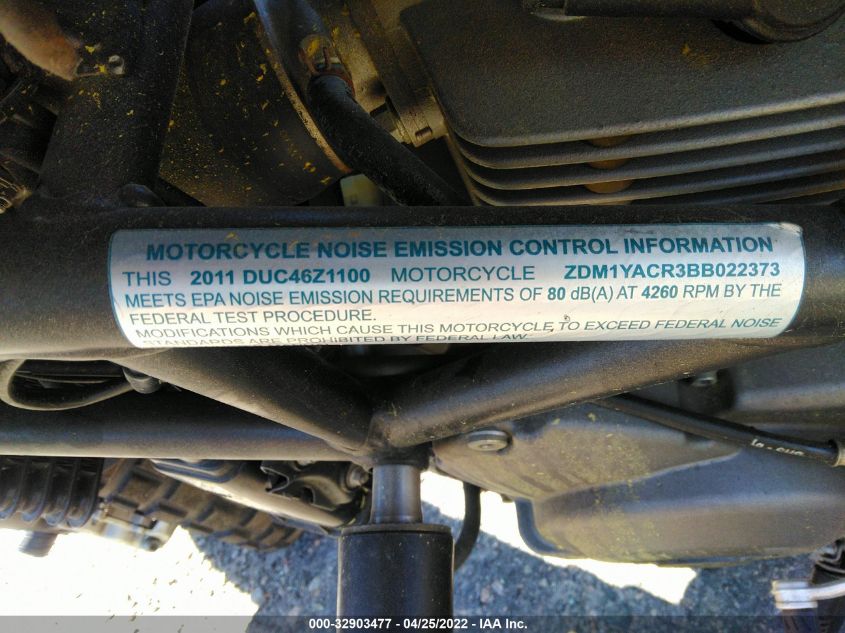 MOTORCYCLE NOISE EMISSION CONTROL INFORMATION
THIS 2011 DUC46Z1100 MOTORCYCLE ZDM1YACR3BB022373
MEETS EPA NOISE EMISSION REQUIREMENTS OF 80 dB(A) AT 4260 RPM BY THE
FEDERAL TEST PROCEDURE.
MODIFICATIONS WHICH CAUSE THIS MOTORCYCLE TO EXCEED FEDERAL NOISE
STANDARDS ARE PROHIBITED BY FEDERAL LAW
000-32903477 - 04/25/2022 - IAA Inc.